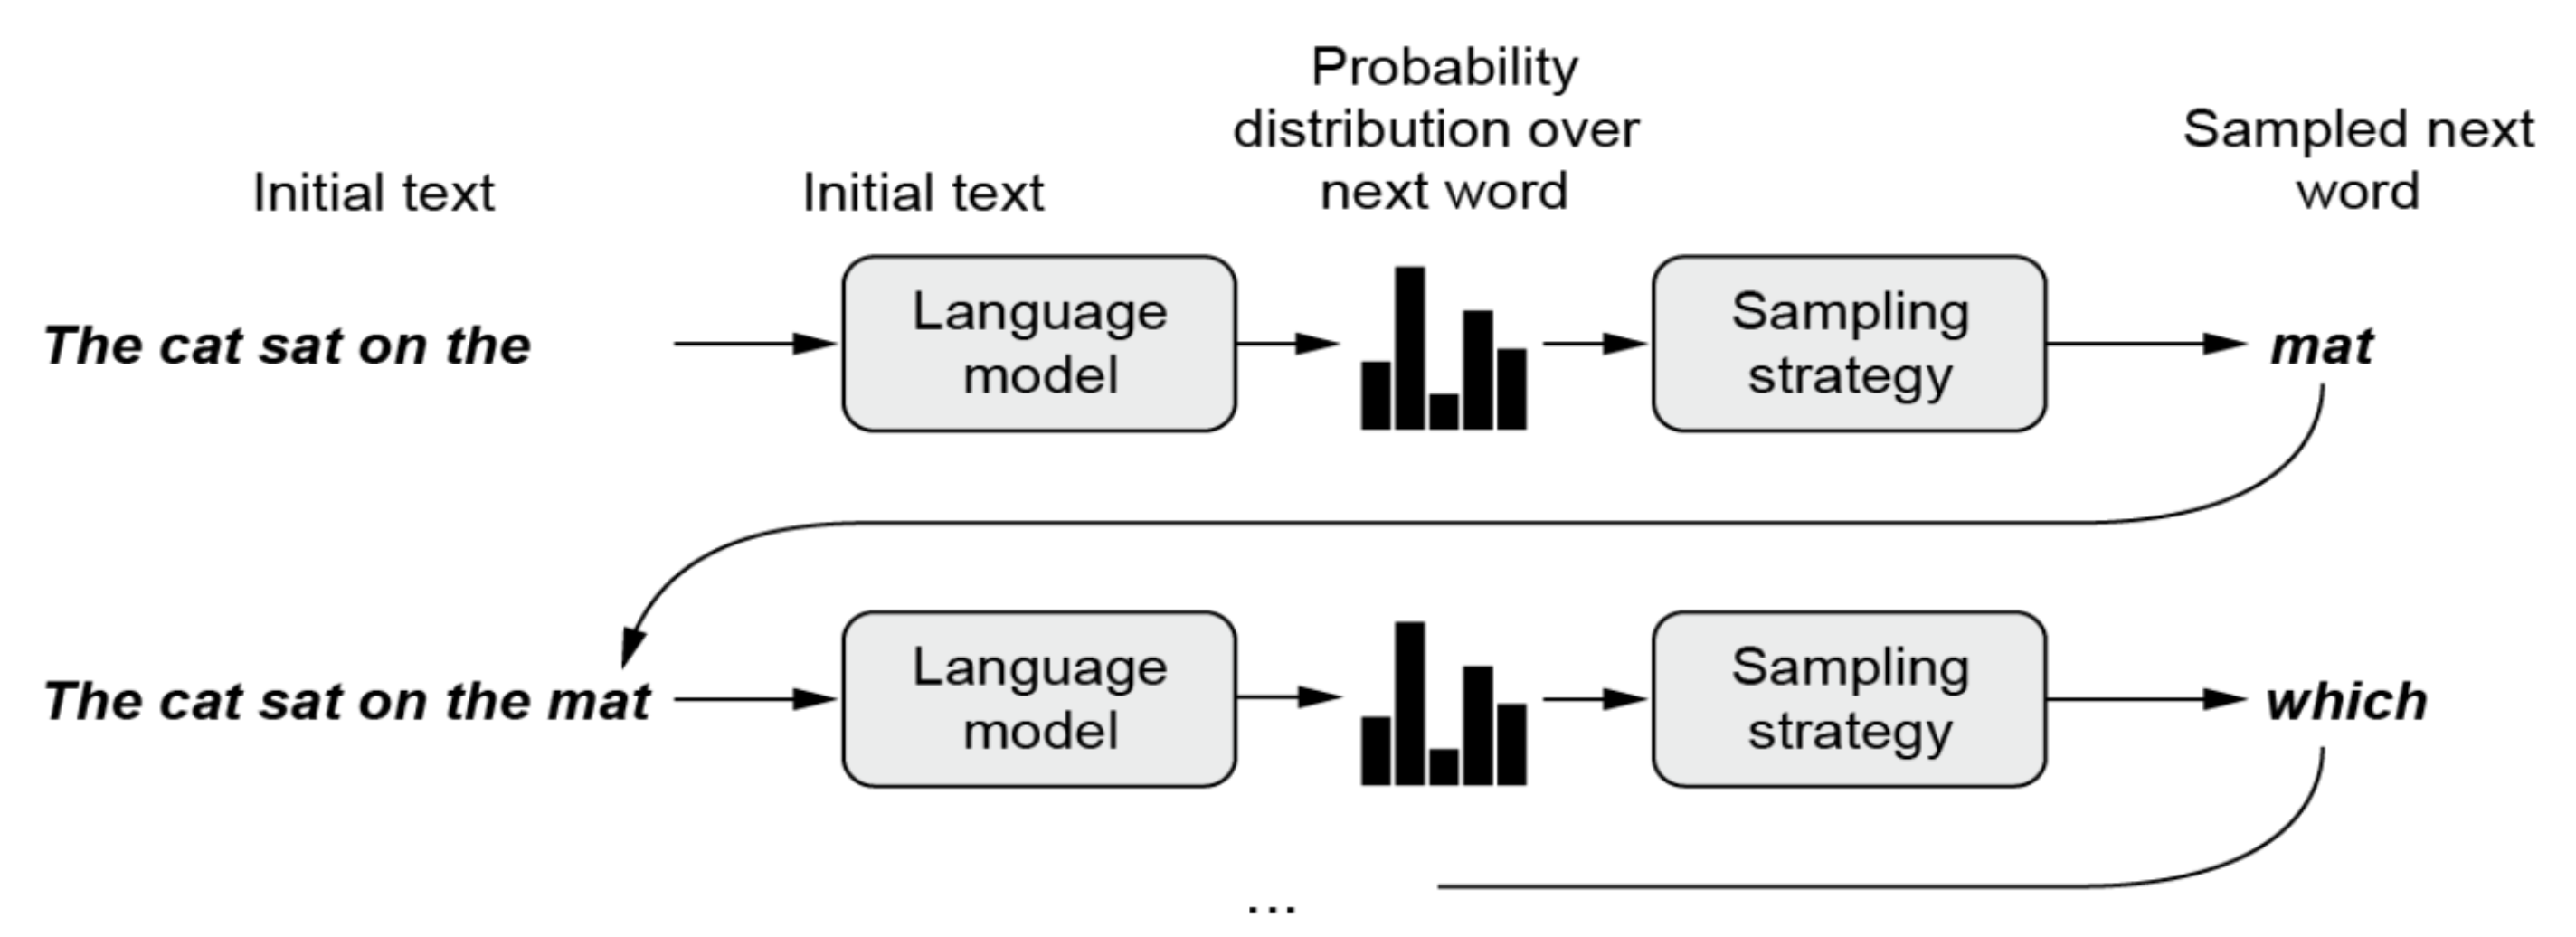 Probability
distribution over
next word
Sampled next
word
Initial text
Initial text
The cat sat on the
Language
model
Sampling
strategy
mat
The cat sat on the mat
Language
model
Sampling
strategy
which
...